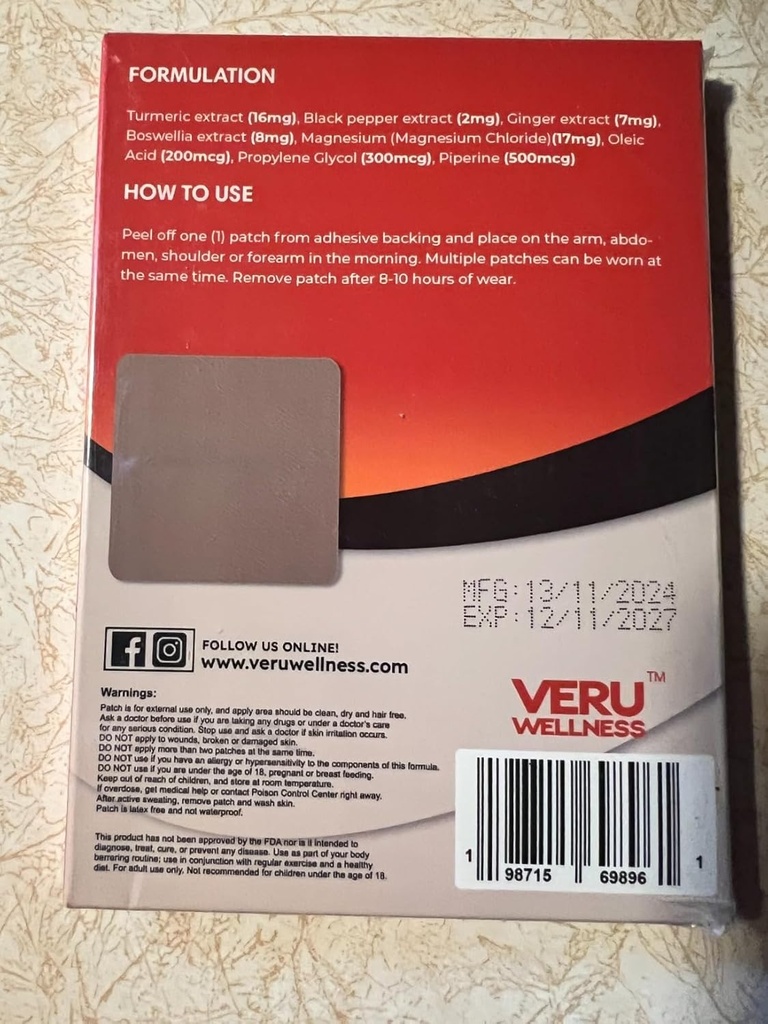 FORMULATION
Turmeric extract (16mg), Black pepper extract (2mg), Ginger extract (7mg),
Boswellia extract (8mg), Magnesium (Magnesium Chloride)(17mg), Oleic
Acid (200mcg), Propylene Glycol (300mcg), Piperine (500mcg)
HOW TO USE
Peel off one (1) patch from adhesive backing and place on the arm, abdo-
men, shoulder or forearm in the morning. Multiple patches can be worn at
the same time. Remove patch after 8-10 hours of wear.
MFG:13/11/2024
EXP:12/11/2027
FOLLOW US ONLINE!
www.veruwellness.com
Warnings:
Patch is for external use only, and apply area should be clean, dry and hair free.
Ask a doctor before use if you are taking any drugs or under a doctor's care
for any serious condition. Stop use and ask a doctor if skin irritation occurs.
DO NOT apply to wounds, broken or damaged skin.
DO NOT apply more than two patches at the same time.
DO NOT use if you have an allergy or hypersensitivity to the components of this formula.
DO NOT use if you are under the age of 18, pregnant or breast feeding.
Keep out of reach of children, and store at room temperature.
If overdose, get medical help or contact Poison Control Center right away.
After active sweating, remove patch and wash skin.
Patch is latex free and not waterproof.
This product has not been approved by the FDA nor is it intended to
diagnose, treat, cure, or prevent any disease. Use as part of your body
berrering routine; use in conjunction with regular exercise and a healthy
diet. For adult use only, Not recommended for children under the age of 18.
VERU™
WELLNESS
1 98715 69896 1